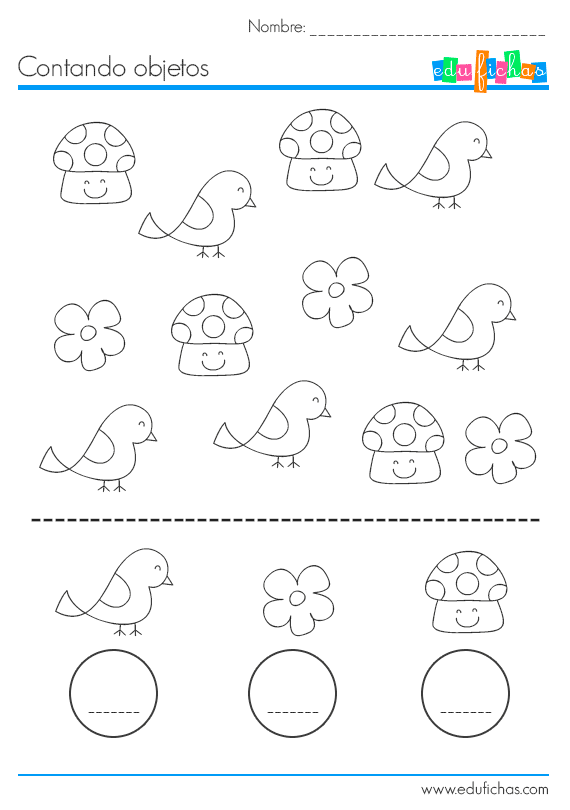 Nombre: _ _ _ _ _ _ _ _ _ _ _ _ _ _ _ _ _ _ _ _ _ _ _ _ _ _ _
Contando objetos
edufichas
www.edufichas.com